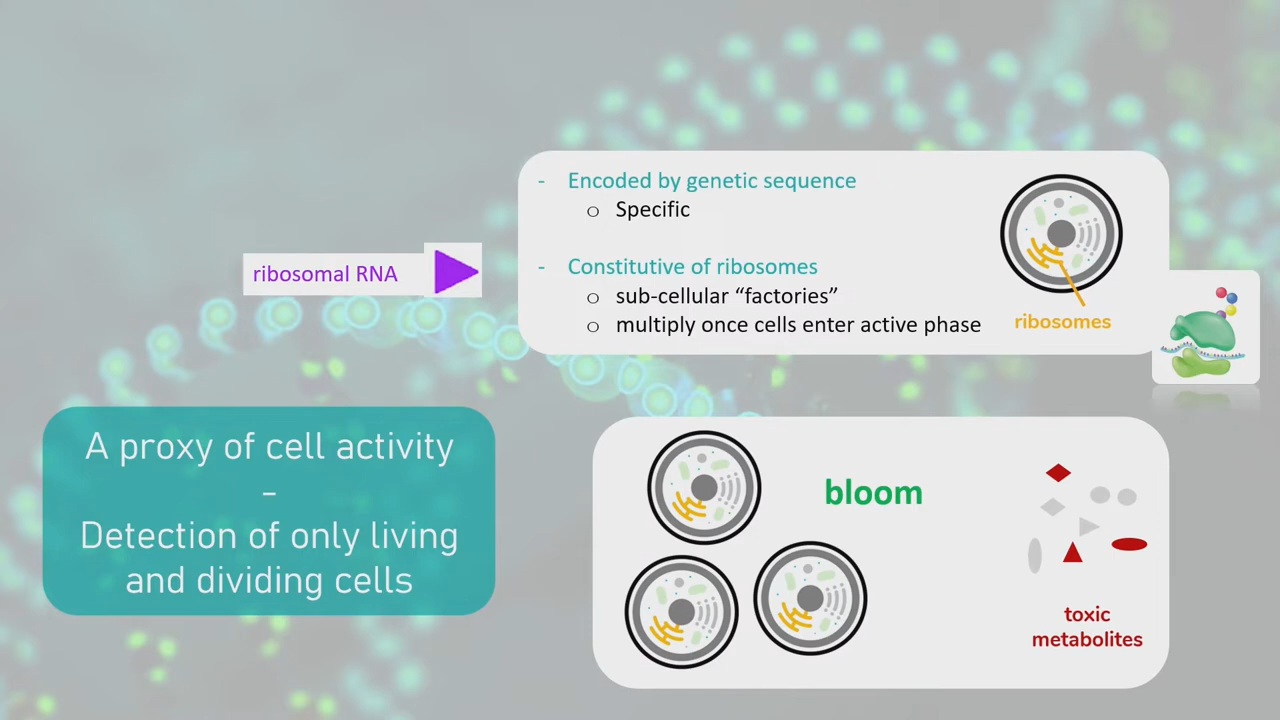 ribosomal RNA
- Encoded by genetic sequence
o Specific
- Constitutive of ribosomes
o sub-cellular “factories”
o multiply once cells enter active phase
ribosomes
A proxy of cell activity
–
Detection of only living
and dividing cells
bloom
toxic
metabolites